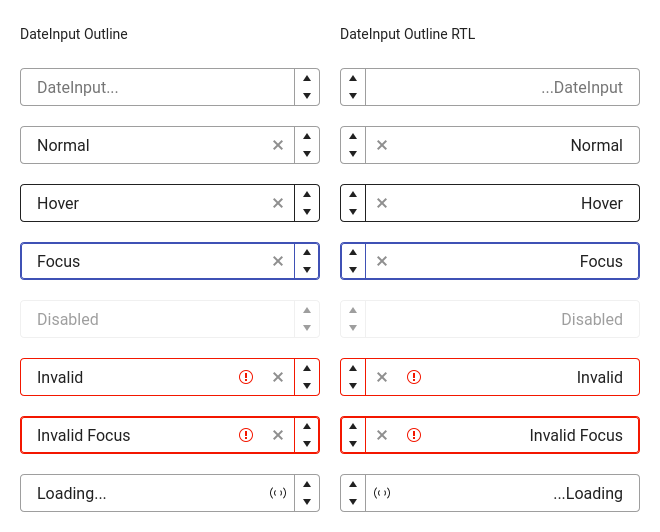 DateInput Outline DateInput Outline RTL
DateInput... ...DateInput
Normal Normal
Hover Hover
Focus Focus
Disabled Disabled
Invalid Invalid
Invalid Focus Invalid Focus
Loading... ...Loading